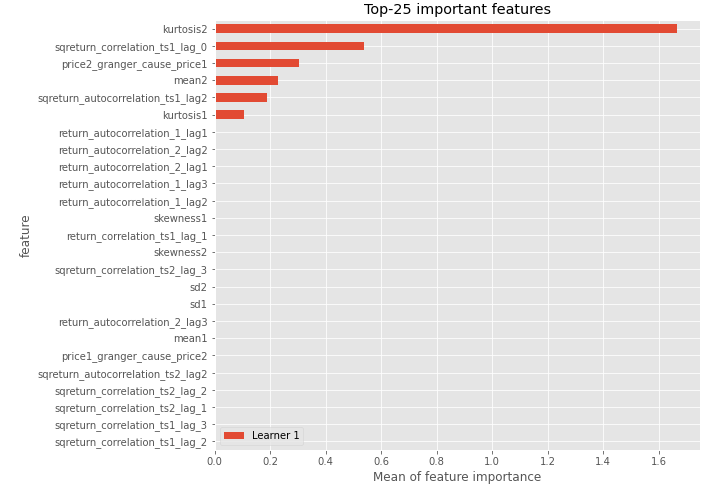 Top-25 important features
kurtosis2
sqreturn_correlation_ts1_lag_0
price2_granger_cause_price1
mean2
sqreturn_autocorrelation_ts1_lag2
kurtosis1
return_autocorrelation_1_lag1
return_autocorrelation_2_lag2
return_autocorrelation_2_lag1
return_autocorrelation_1_lag3
return_autocorrelation_1_lag2
skewness1
return_correlation_ts1_lag_1
skewness2
sqreturn_correlation_ts2_lag_3
sd2
sd1
return_autocorrelation_2_lag3
mean1
price1_granger_cause_price2
sqreturn_autocorrelation_ts2_lag2
sqreturn_correlation_ts2_lag_2
sqreturn_correlation_ts2_lag_1
sqreturn_correlation_ts1_lag_3
sqreturn_correlation_ts1_lag_2
feature
Learner 1
0.0 0.2 0.4 0.6 0.8 1.0 1.2 1.4 1.6
Mean of feature importance